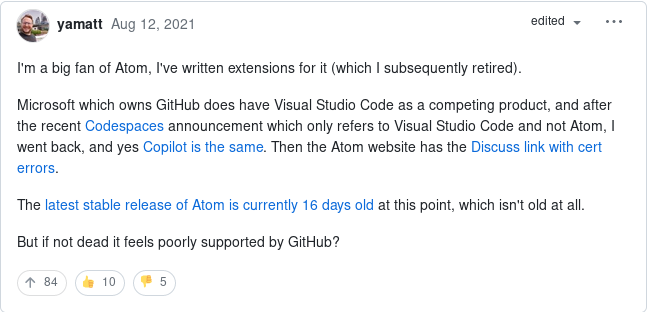 yamatt Aug 12, 2021 edited
I'm a big fan of Atom, I've written extensions for it (which I subsequently retired).
Microsoft which owns GitHub does have Visual Studio Code as a competing product, and after
the recent Codespaces announcement which only refers to Visual Studio Code and not Atom, I
went back, and yes Copilot is the same. Then the Atom website has the Discuss link with cert
errors.
The latest stable release of Atom is currently 16 days old at this point, which isn't old at all.
But if not dead it feels poorly supported by GitHub?
84 10 5